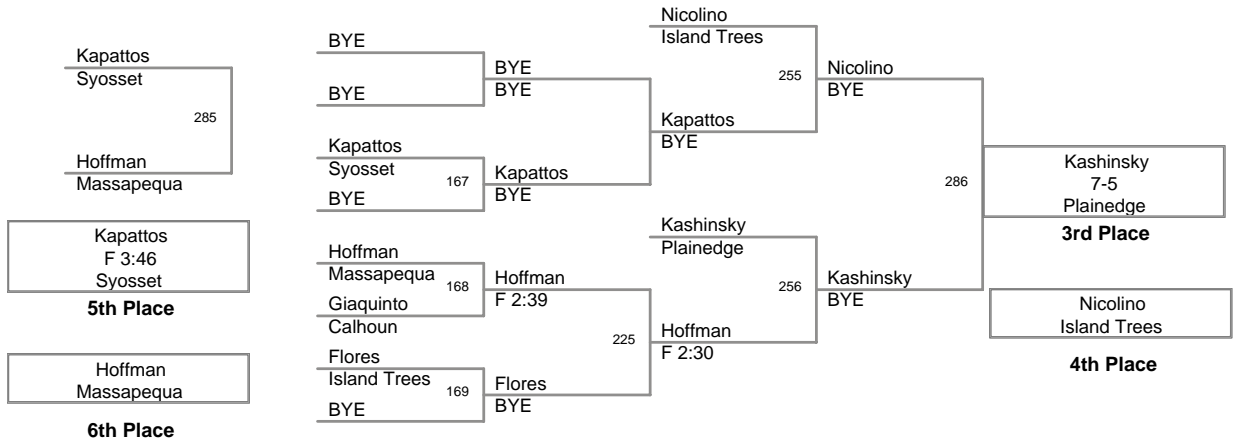 Kapattos
Syosset
285
Hoffman
Massapequa
Kapattos
F 3:46
Syosset
5th Place
Hoffman
Massapequa
6th Place
BYE
BYE
Kapattos
Syosset
167
BYE
Hoffman
Massapequa
168
Giaquinto
Calhoun
Flores
Island Trees
169
BYE
BYE
BYE
Kapattos
BYE
Hoffman
F 2:39
225
Flores
BYE
Nicolino
Island Trees
255
Kapattos
BYE
Kashinsky
Plainedge
256
Hoffman
F 2:30
Nicolino
BYE
286
Kashinsky
BYE
Kashinsky
7-5
Plainedge
3rd Place
Nicolino
Island Trees
4th Place